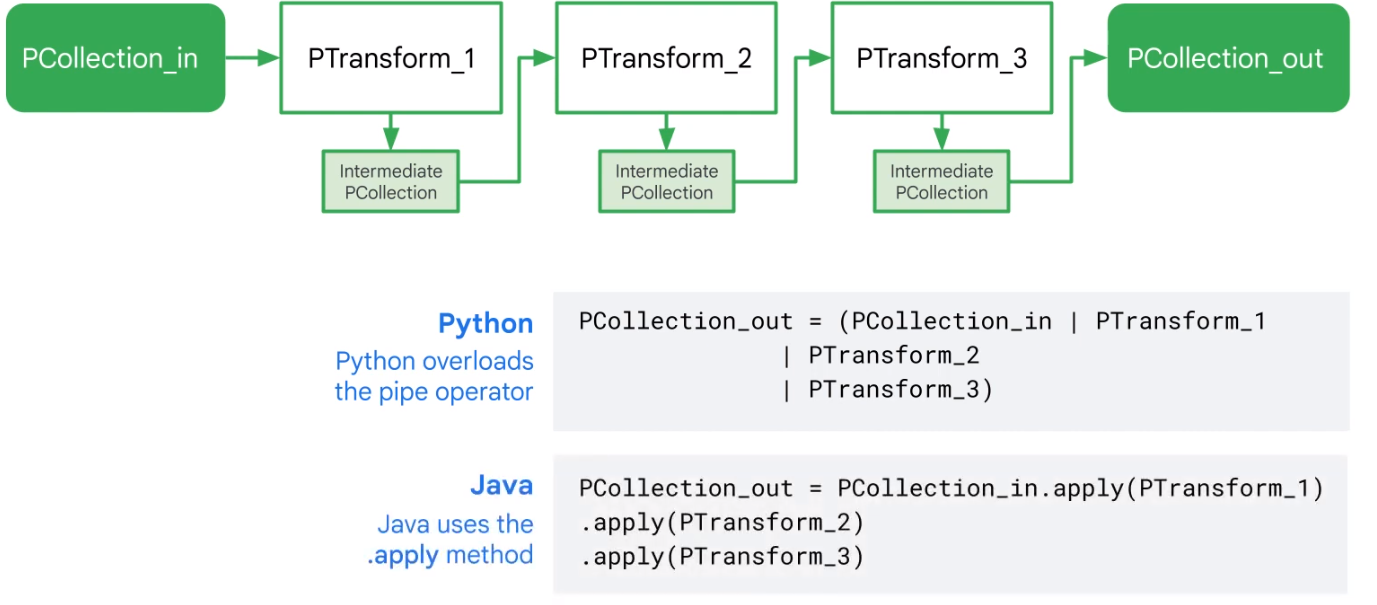 PCollection_in
PTransform_1
PTransform_2
PTransform_3
PCollection_out
Intermediate
PCollection
Intermediate
PCollection
Intermediate
PCollection
Python
Python overloads
the pipe operator
PCollection_out = (PCollection_in | PTransform_1
| PTransform_2
| PTransform_3)
Java
Java uses the
.apply method
PCollection_out = PCollection_in.apply(PTransform_1)
.apply(PTransform_2)
.apply(PTransform_3)